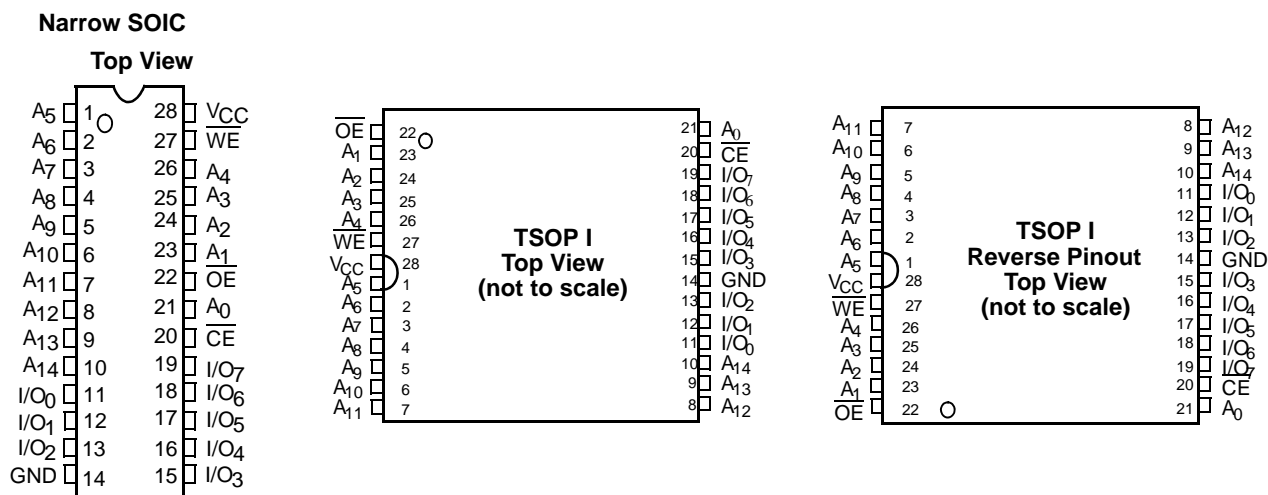 Narrow SOIC
Top View
A5 1 28 VCC
A6 2 27 WE
A7 3 26 A4
A8 4 25 A3
A9 5 24 A2
A10 6 23 A1
A11 7 22 OE
A12 8 21 A0
A13 9 20 CE
A14 10 19 I/O7
I/O0 11 18 I/O6
I/O1 12 17 I/O5
I/O2 13 16 I/O4
GND 14 15 I/O3
OE 22 21 A0
A1 23 20 CE
A2 24 19 I/O7
A3 25 18 I/O6
A4 26 17 I/O5
WE 27 16 I/O4
VCC 28 15 I/O3
A5 1 14 GND
A6 2 13 I/O2
A7 3 12 I/O1
A8 4 11 I/O0
A9 5 10 A14
A10 6 9 A13
A11 7 8 A12
TSOP I
Top View
(not to scale)
A11 7 8 A12
A10 6 9 A13
A9 5 10 A14
A8 4 11 I/O0
A7 3 12 I/O1
A6 2 13 I/O2
A5 1 14 GND
VCC 28 15 I/O3
WE 27 16 I/O4
A4 26 17 I/O5
A3 25 18 I/O6
A2 24 19 I/O7
A1 23 20 CE
OE 22 21 A0
TSOP I
Reverse Pinout
Top View
(not to scale)